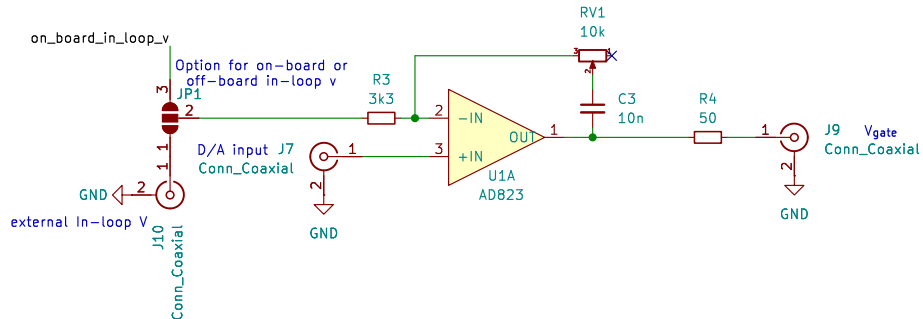 RV1
10k
3
1
2
on_board_in_loop_v
Option for on-board or
off-board in-loop v
3
JP1
2
R3
3k3
C3
10n
R4
50
2
-IN
OUT
1
1
J9
Vgate
Conn_Coaxial
D/A input
J7
Conn_Coaxial
1
3
+IN
U1A
AD823
1
1
2
GND
2
GND
2
GND
external In-loop V
J10
Conn_Coaxial